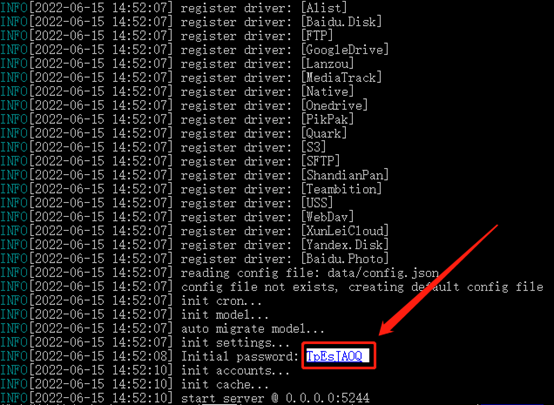 INFO[2022-06-15 14:52:07] register driver: [Alist]
INFO[2022-06-15 14:52:07] register driver: [Baidu.Disk]
INFO[2022-06-15 14:52:07] register driver: [FTP]
INFO[2022-06-15 14:52:07] register driver: [GoogleDrive]
INFO[2022-06-15 14:52:07] register driver: [Lanzou]
INFO[2022-06-15 14:52:07] register driver: [MediaTrack]
INFO[2022-06-15 14:52:07] register driver: [Native]
INFO[2022-06-15 14:52:07] register driver: [Onedrive]
INFO[2022-06-15 14:52:07] register driver: [PikPak]
INFO[2022-06-15 14:52:07] register driver: [Quark]
INFO[2022-06-15 14:52:07] register driver: [S3]
INFO[2022-06-15 14:52:07] register driver: [SFTP]
INFO[2022-06-15 14:52:07] register driver: [ShandianPan]
INFO[2022-06-15 14:52:07] register driver: [Teambition]
INFO[2022-06-15 14:52:07] register driver: [USS]
INFO[2022-06-15 14:52:07] register driver: [WebDav]
INFO[2022-06-15 14:52:07] register driver: [XunLeiCloud]
INFO[2022-06-15 14:52:07] register driver: [Yandex.Disk]
INFO[2022-06-15 14:52:07] register driver: [Baidu.Photo]
INFO[2022-06-15 14:52:07] reading config file: data/config.json
INFO[2022-06-15 14:52:07] config file not exists, creating default config file
INFO[2022-06-15 14:52:07] init cron...
INFO[2022-06-15 14:52:07] init model...
INFO[2022-06-15 14:52:07] auto migrate model...
INFO[2022-06-15 14:52:07] init settings...
INFO[2022-06-15 14:52:08] Initial password: TpEsJAOQ
INFO[2022-06-15 14:52:10] init accounts...
INFO[2022-06-15 14:52:10] init cache...
INFO[2022-06-15 14:52:10] start server @ 0.0.0.0:5244